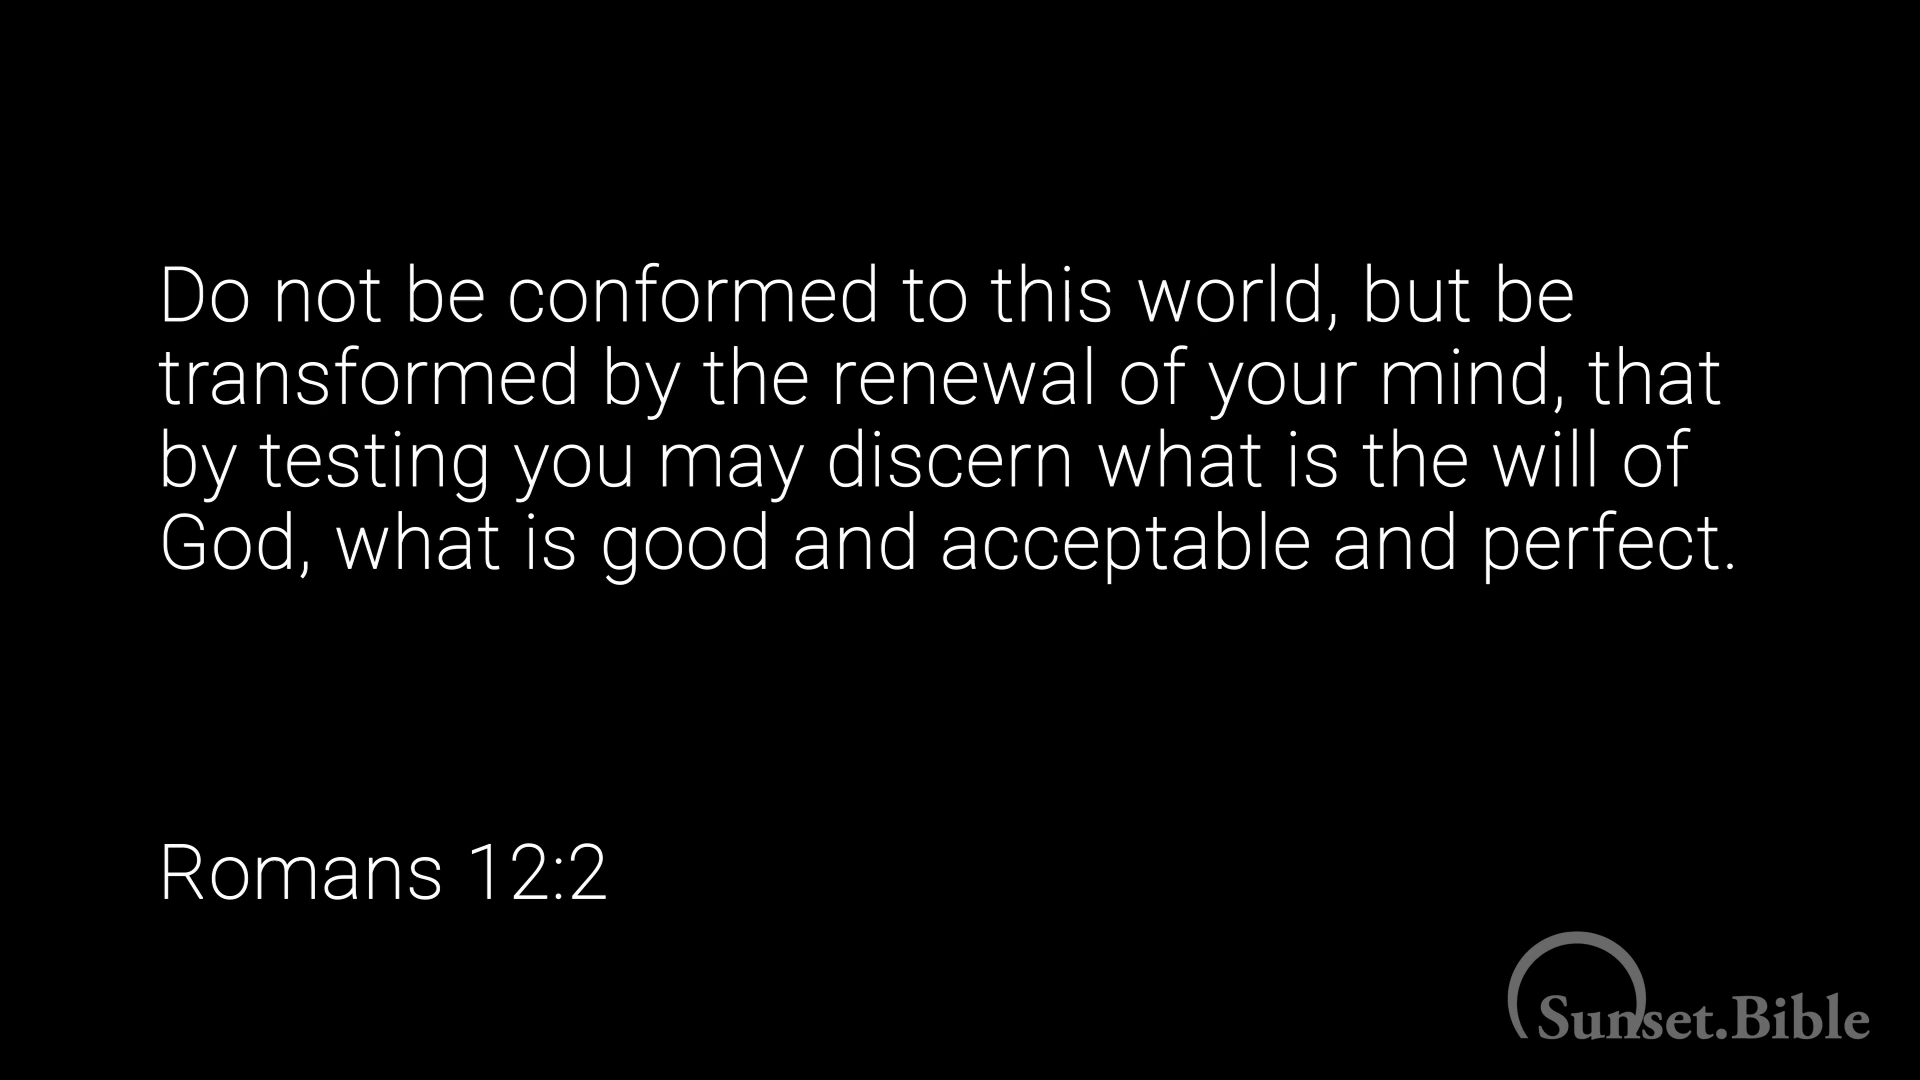 Do not be conformed to this world, but be
transformed by the renewal of your mind, that
by testing you may discern what is the will of
God, what is good and acceptable and perfect.
Romans 12:2
Sunset.Bible